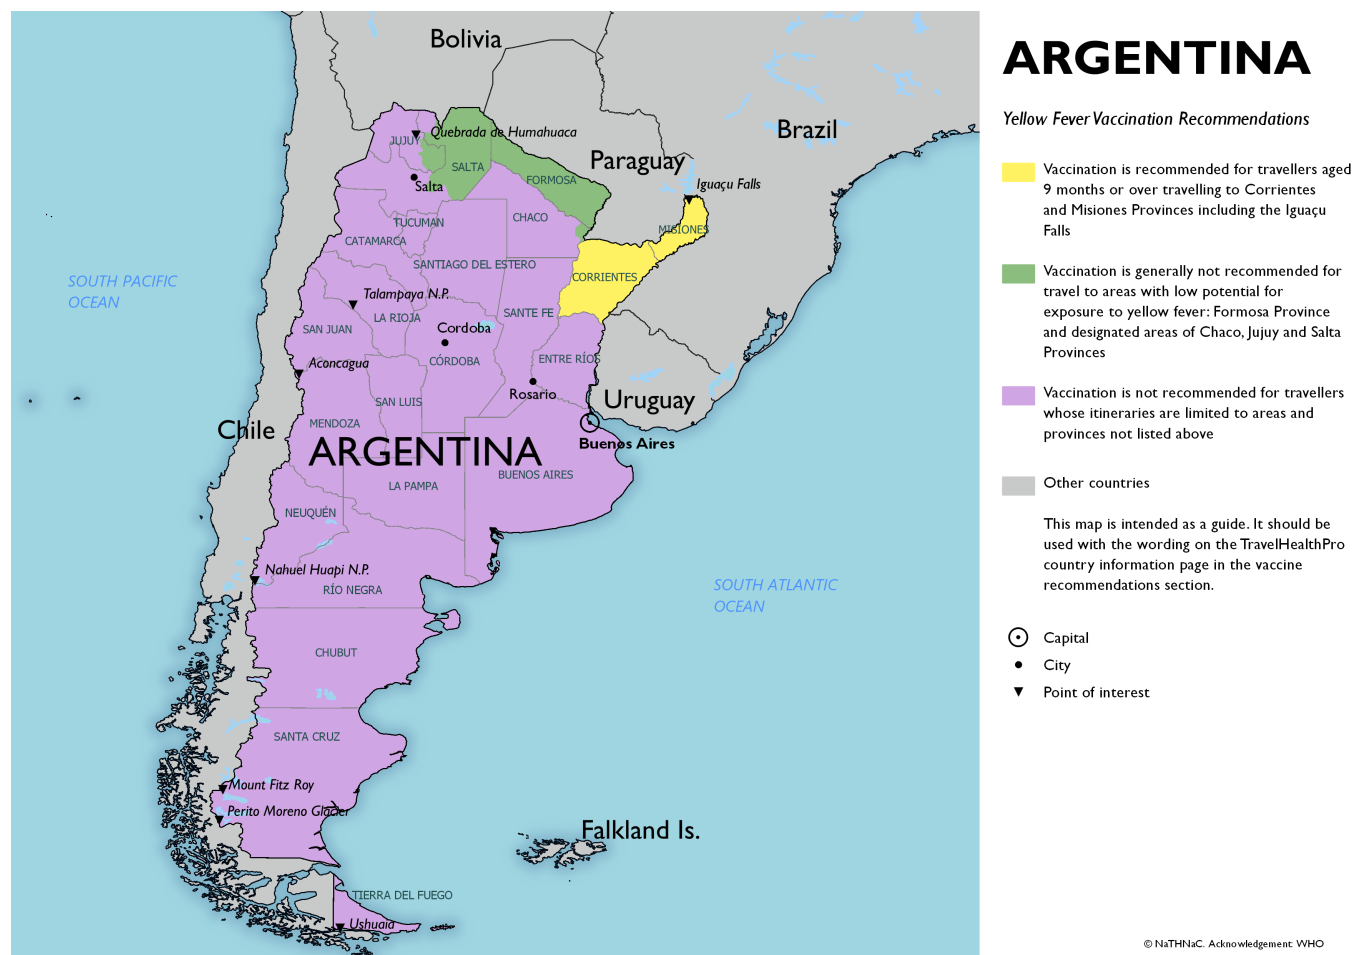 ARGENTINA
Yellow Fever Vaccination Recommendations
Vaccination is recommended for travellers aged
9 months or over travelling to Corrientes
and Misiones Provinces including the Iguaçu
Falls
Vaccination is generally not recommended for
travel to areas with low potential for
exposure to yellow fever: Formosa Province
and designated areas of Chaco, Jujuy and Salta
Provinces
Vaccination is not recommended for travellers
whose itineraries are limited to areas and
provinces not listed above
Other countries
This map is intended as a guide. It should be
used with the wording on the TravelHealthPro
country information page in the vaccine
recommendations section.
Capital
City
Point of interest
© NaTHNaC. Acknowledgement: WHO
Bolivia
Brazil
Quebrada de Humahuaca
JUJUY
Paraguay
SALTA
FORMOSA
Iguaçu Falls
Salta
CHACO
TUCUMAN
MISIONES
CATAMARCA
SANTIAGO DEL ESTERO
CORRIENTES
SOUTH PACIFIC
OCEAN
Talampaya N.P.
SANTE FE
LA RIOJA
SAN JUAN
Cordoba
Aconcagua
CÓRDOBA
ENTRE RÍOS
Rosario
Uruguay
SAN LUIS
MENDOZA
Chile
Buenos Aires
ARGENTINA
BUENOS AIRES
LA PAMPA
NEUQUÉN
Nahuel Huapi N.P.
RÍO NEGRA
SOUTH ATLANTIC
OCEAN
CHUBUT
SANTA CRUZ
Mount Fitz Roy
Perito Moreno Glacier
Falkland Is.
TIERRA DEL FUEGO
Ushuaia